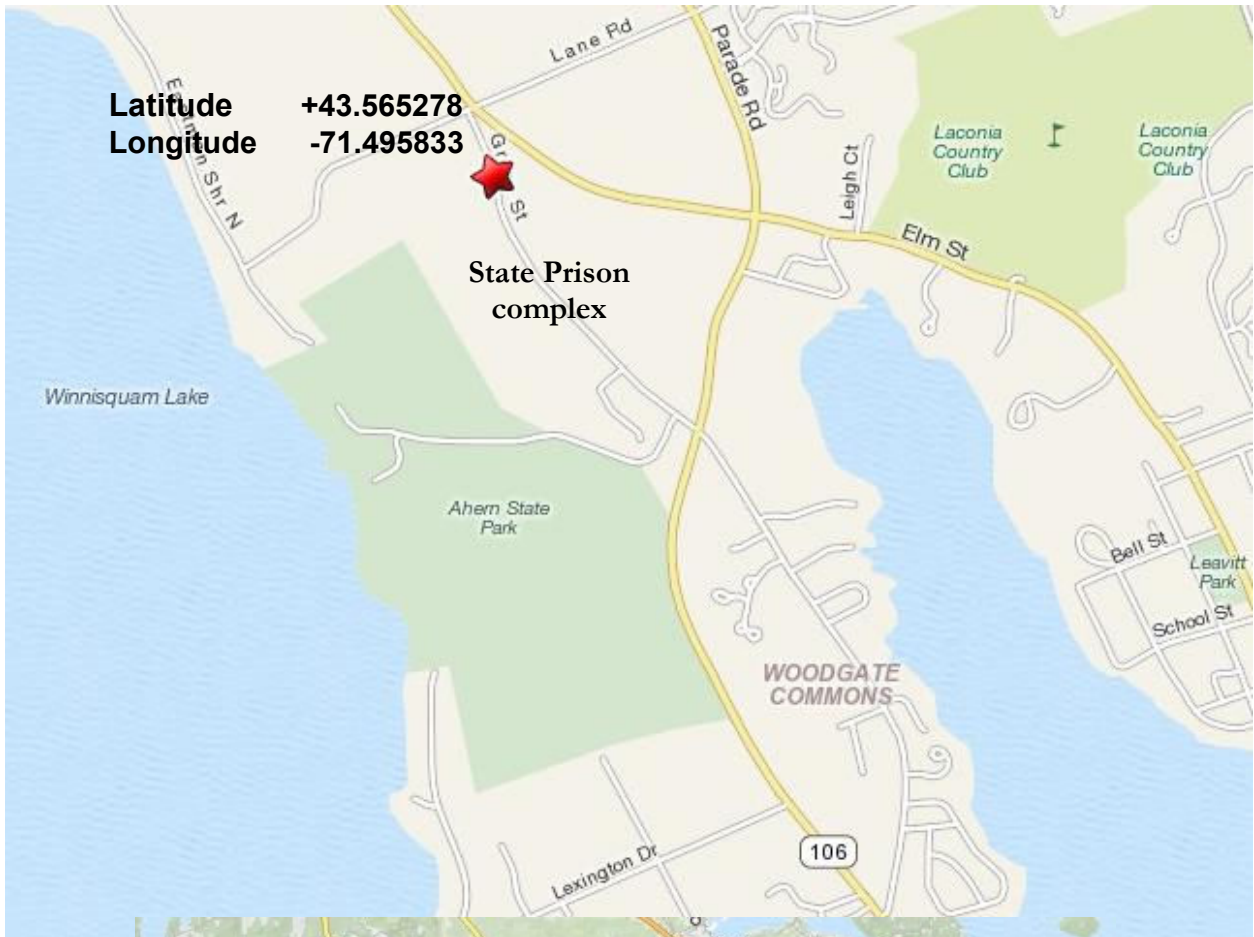 Lane Rd
Parade Rd
Latitude +43.565278
Longitude -71.495833
Shr N
St
Leigh Ct
Laconia
Country
Club
Laconia
Country
Club
Elm St
State Prison
complex
Winnisquam Lake
Ahern State
Park
Bell St
Leavitt
Park
School St
WOODGATE
COMMONS
106
Lexington Dr